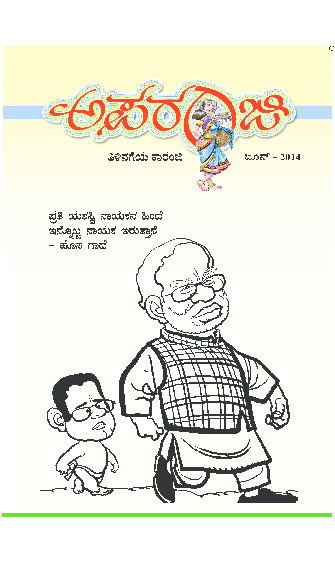 ಅಪರಂಜಿ
ತಿಳಿನಗೆಯ ಕಾರಂಜಿ
ಜೂನ್ - 2014
ಪ್ರತಿ ಯಶಸ್ವಿ ನಾಯಕನ ಹಿಂದೆ
ಇನ್ನೊಬ್ಬ ನಾಯಕ ಇರುತ್ತಾನೆ
- ಹೊಸ ಗಾದೆ